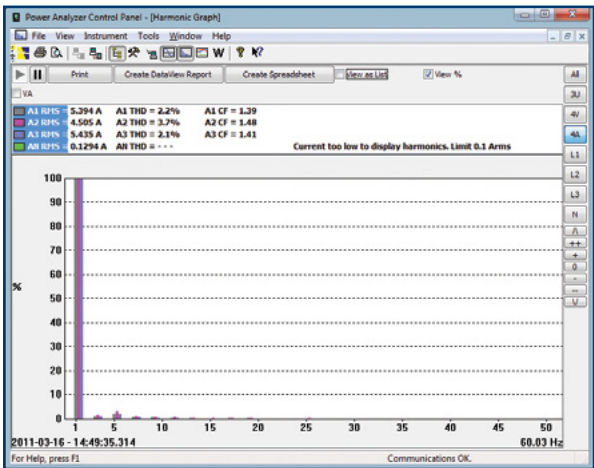 Power Analyzer Control Panel - [Harmonic Graph]
File View Instrument Tools Window Help
W ?
Print Create DataView Report Create Spreadsheet View as List View %
VA
A1 RMS = 5.394 A A1 THD = 2.2% A1 CF = 1.39
A2 RMS = 4.505 A A2 THD = 3.7% A2 CF = 1.48
A3 RMS = 5.435 A A3 THD = 2.1% A3 CF = 1.41
AN RMS = 0.1294 A AN THD = - - - Current too low to display harmonics. Limit 0.1 Arms
All
3U
4V
4A
L1
L2
L3
N
/\
++
+
0
-
--
\/
100
90
80
70
60
%
50
40
30
20
10
0
1 5 10 15 20 25 30 35 40 45 50
2011-03-16 - 14:49:35.314 60.03 Hz
For Help, press F1 Communications OK.